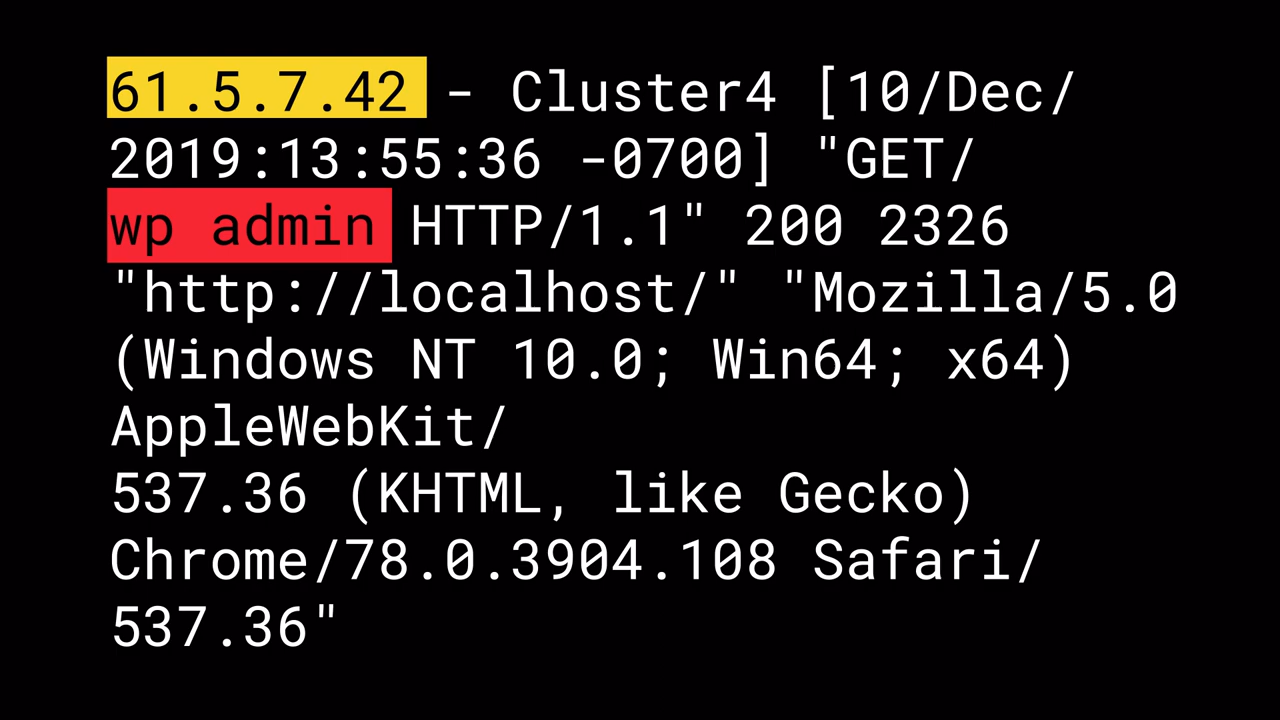 61.5.7.42 - Cluster4 [10/Dec/
2019:13:55:36 -0700] "GET/
wp admin HTTP/1.1" 200 2326
"http://localhost/" "Mozilla/5.0
(Windows NT 10.0; Win64; x64)
AppleWebKit/
537.36 (KHTML, like Gecko)
Chrome/78.0.3904.108 Safari/
537.36"